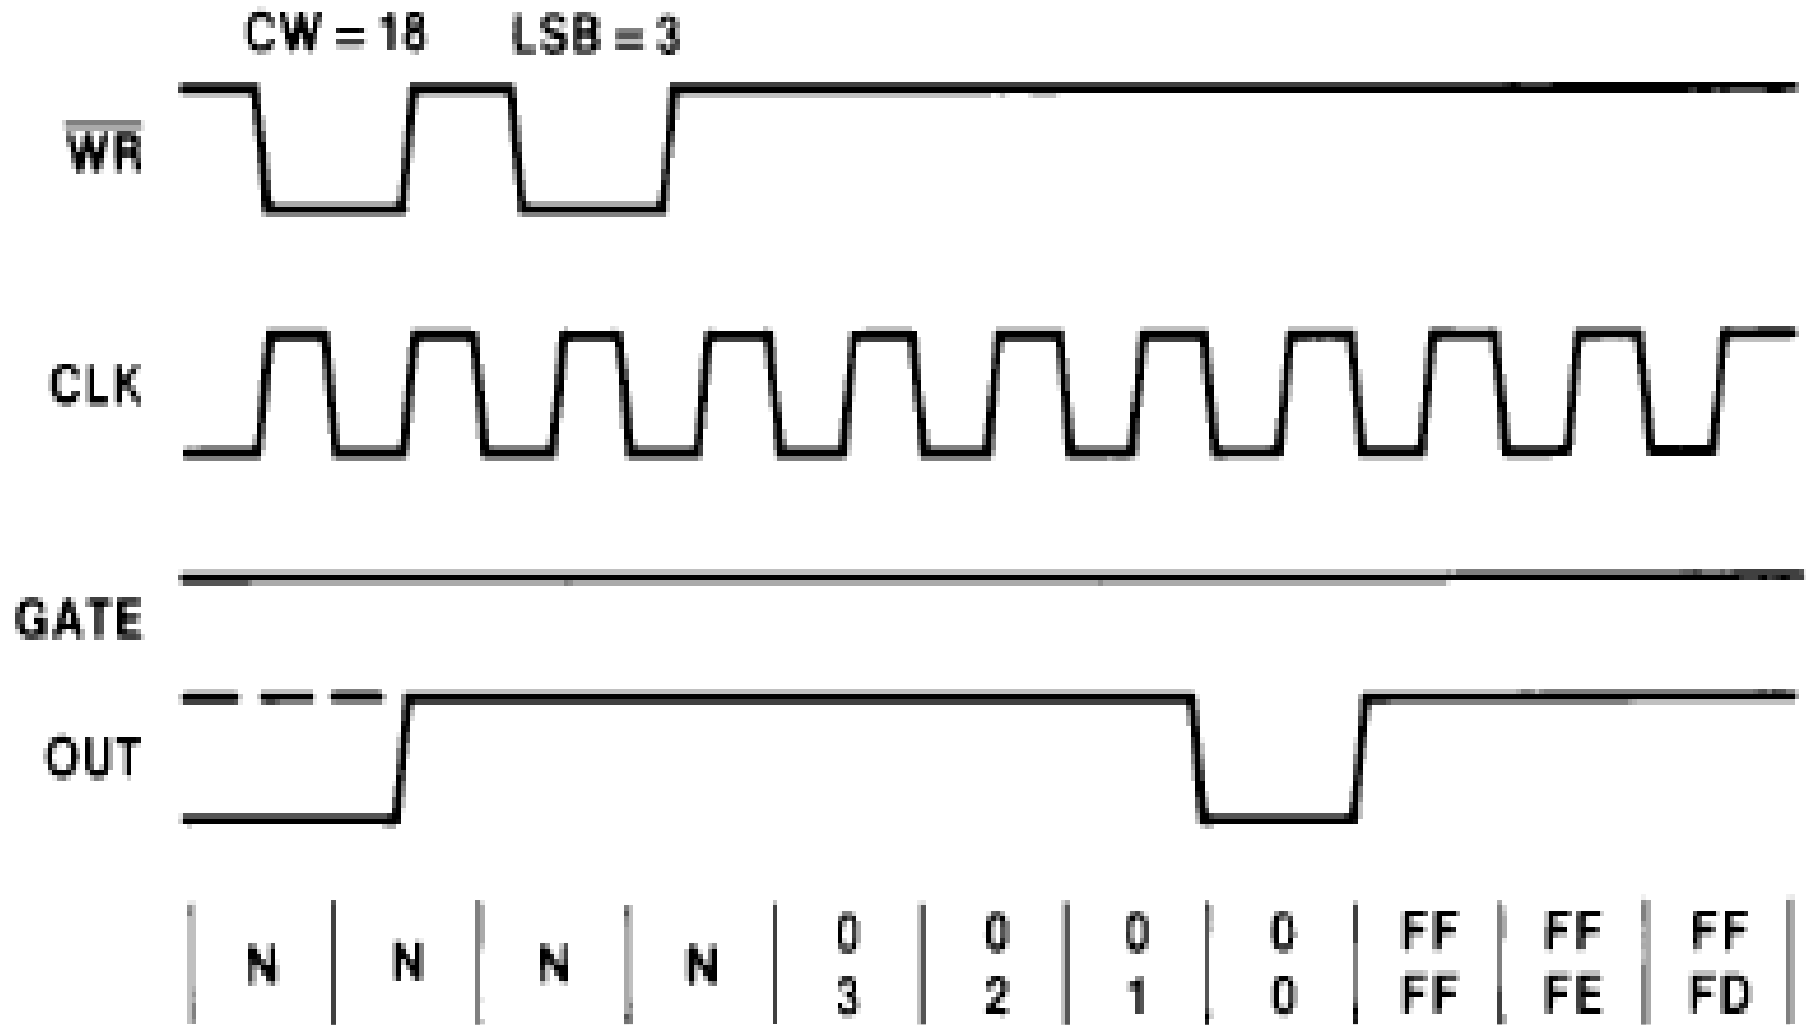 CW = 18 LSB = 3
WR
CLK
GATE
OUT
N N N N 0 0 0 0 FF FF FF
3 2 1 0 FF FE FD